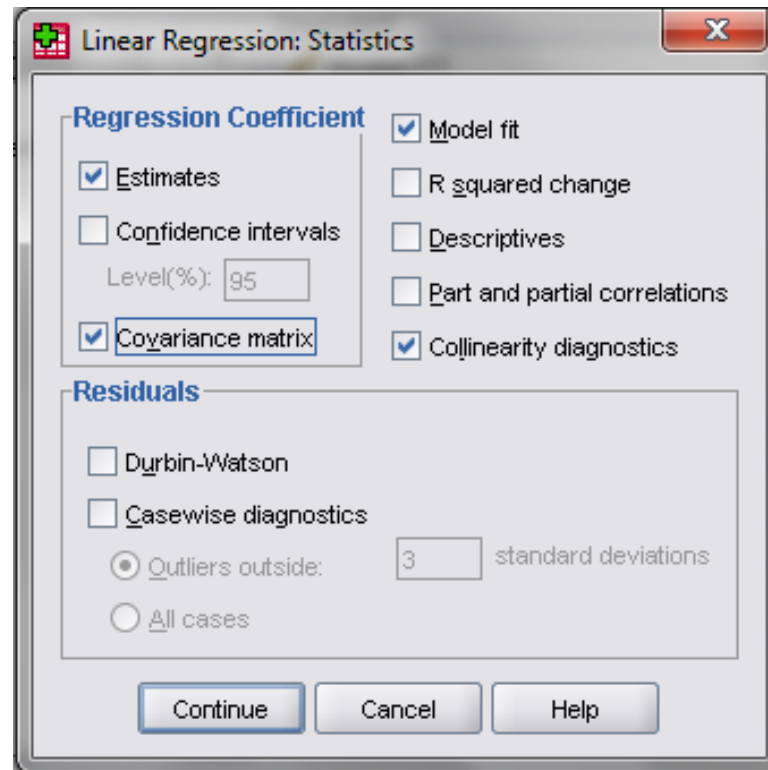 Linear Regression: Statistics
Regression Coefficient
Estimates
Confidence intervals
Level(%): 95
Covariance matrix
Model fit
R squared change
Descriptives
Part and partial correlations
Collinearity diagnostics
Residuals
Durbin-Watson
Casewise diagnostics
Outliers outside: 3 standard deviations
All cases
Continue Cancel Help